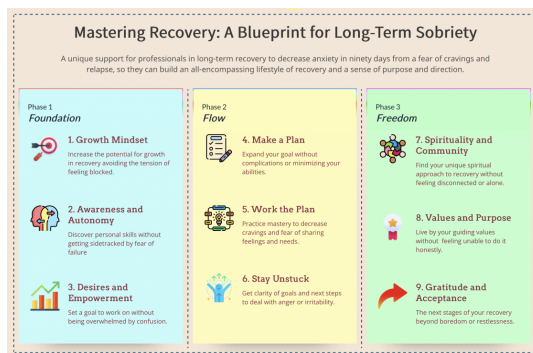 Mastering Recovery: A Blueprint for Long-Term Sobriety
A unique support for professionals in long-term recovery to decrease anxiety in ninety days from a fear of cravings and
relapse, so they can build an all-encompassing lifestyle of recovery and a sense of purpose and direction.
Phase 1
Foundation
1. Growth Mindset
Increase the potential for growth
in recovery avoiding the tension of
feeling blocked.
2. Awareness and
Autonomy
Discover personal skills without
getting sidetracked by fear of
failure
3. Desires and
Empowerment
Set a goal to work on without
being overwhelmed by confusion.
Phase 2
Flow
4. Make a Plan
Expand your goal without
complications or minimizing your
abilities.
5. Work the Plan
Practice mastery to decrease
cravings and fear of sharing
feelings and needs.
6. Stay Unstuck
Get clarity of goals and next steps
to deal with anger or irritability.
Phase 3
Freedom
7. Spirituality and
Community
Find your unique spiritual
approach to recovery without
feeling disconnected or alone.
8. Values and Purpose
Live by your guiding values
without feeling unable to do it
honestly.
9. Gratitude and
Acceptance
The next stages of your recovery
beyond boredom or restlessness.